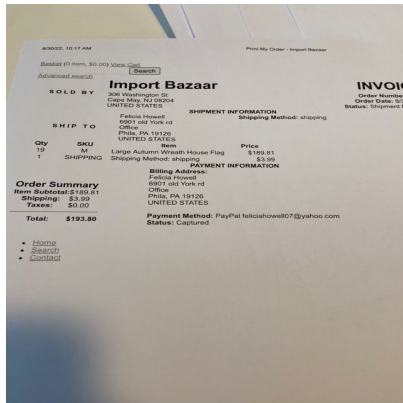 8/30/22, 10:17 AM Print My Order - Import Bazaar
Basket (0 item, $0.00) View Cart
Search
Advanced search
Import Bazaar
SOLD BY 306 Washington St
Cape May, NJ 08204
UNITED STATES
INVOIC
Order Numbe
Order Date: 8/
Status: Shipment
SHIPMENT INFORMATION
SHIP TO Felicia Howell
6901 old York rd
Office
Phila, PA 19126
UNITED STATES
Shipping Method: shipping
Qty SKU Item Price
19 M Large Autumn Wreath House Flag $189.81
1 SHIPPING Shipping Method: shipping $3.99
PAYMENT INFORMATION
Billing Address:
Felicia Howell
6901 old York rd
Office
Phila, PA 19126
UNITED STATES
Order Summary
Item Subtotal: $189.81
Shipping: $3.99
Taxes: $0.00
Total: $193.80
Payment Method: PayPal feliciahowell07@yahoo.com
Status: Captured
Home
Search
Contact